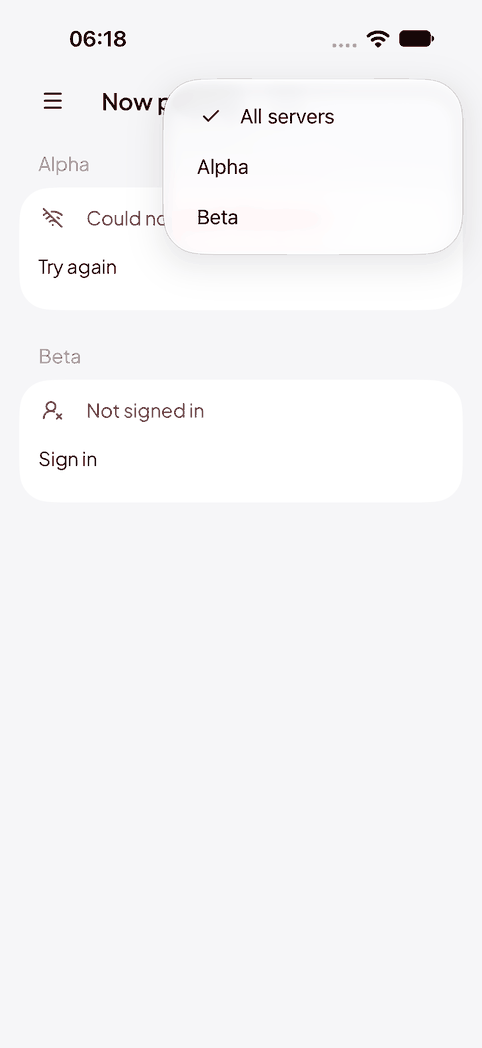 06:18
Now p
All servers
Alpha
Beta
Alpha
Could no
Try again
Beta
Not signed in
Sign in